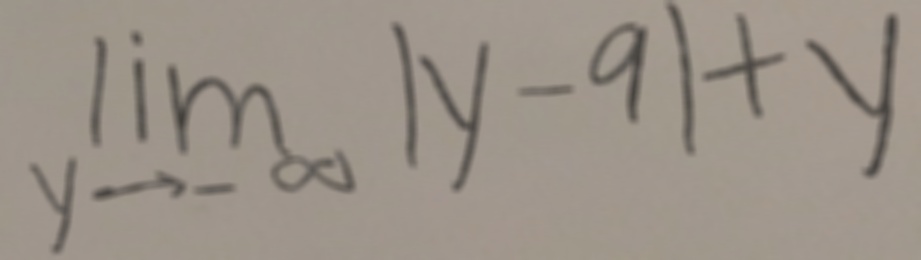 lim |y - 9| + y
y → - ∞